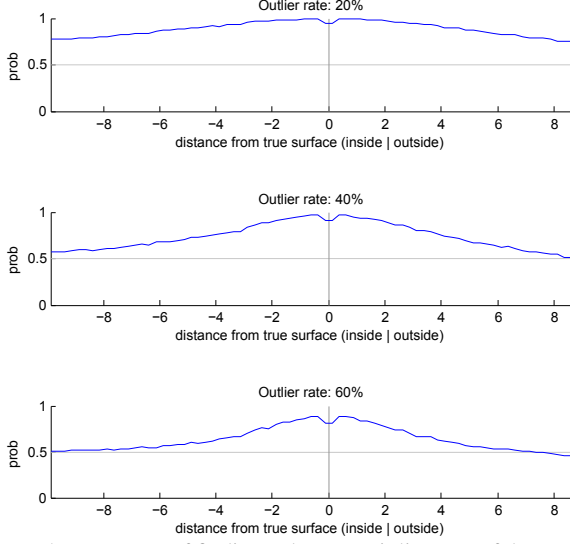 Outlier rate: 20%
1
0.5
0
prob
−8 −6 −4 −2 0 2 4 6 8
distance from true surface (inside | outside)
Outlier rate: 40%
1
0.5
0
prob
−8 −6 −4 −2 0 2 4 6 8
distance from true surface (inside | outside)
Outlier rate: 60%
1
0.5
0
prob
−8 −6 −4 −2 0 2 4 6 8
distance from true surface (inside | outside)